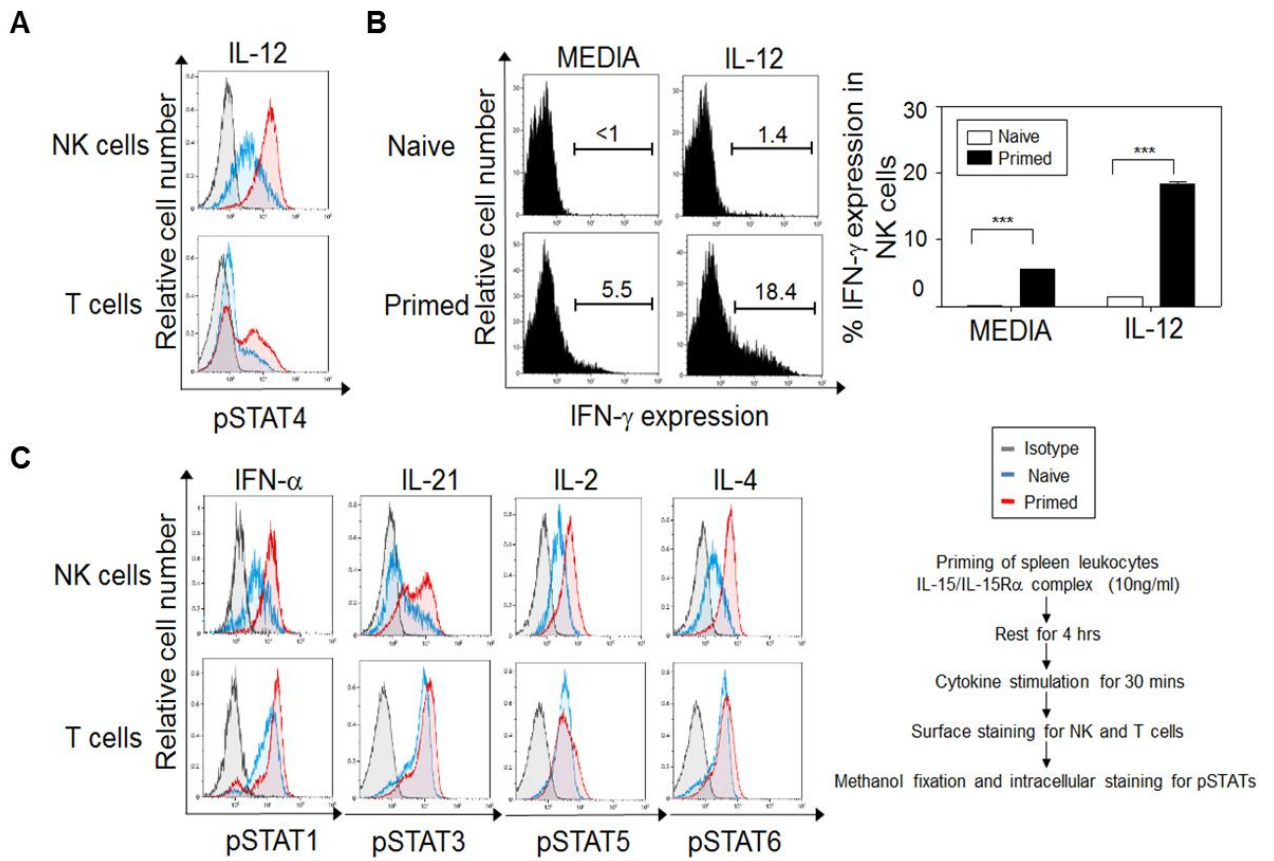 A
IL-12
NK cells
T cells
Relative cell number
pSTAT4
B
MEDIA
IL-12
Naive
<1
1.4
Primed
5.5
18.4
Relative cell number
IFN-γ expression
% IFN-γ expression in
NK cells
30
20
10
0
Naive
Primed
***
***
MEDIA
IL-12
C
IFN-α
IL-21
IL-2
IL-4
NK cells
T cells
Relative cell number
pSTAT1
pSTAT3
pSTAT5
pSTAT6
Isotype
Naive
Primed
Priming of spleen leukocytes
IL-15/IL-15Rα complex (10ng/ml)
Rest for 4 hrs
Cytokine stimulation for 30 mins
Surface staining for NK and T cells
Methanol fixation and intracellular staining for pSTATs